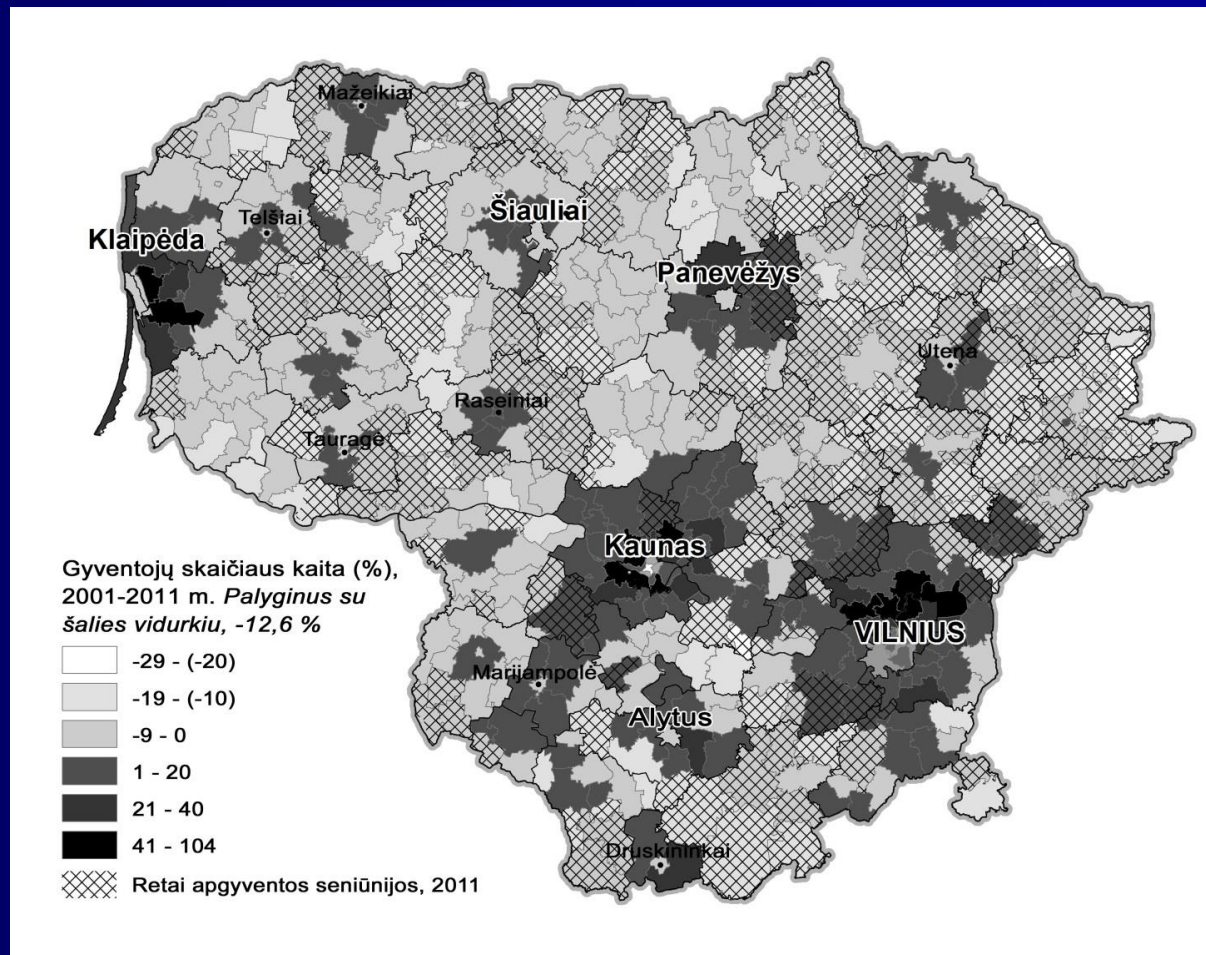 Mažeikiai
Šiauliai
Telšiai
Klaipėda
Panevėžys
Utena
Raseiniai
Tauragė
Kaunas
VILNIUS
Marijampolė
Alytus
Druskininkai
Gyventojų skaičiaus kaita (%),
2001-2011 m. Palyginus su
šalies vidurkiu, -12,6 %
-29 - (-20)
-19 - (-10)
-9 - 0
1 - 20
21 - 40
41 - 104
Retai apgyventos seniūnijos, 2011